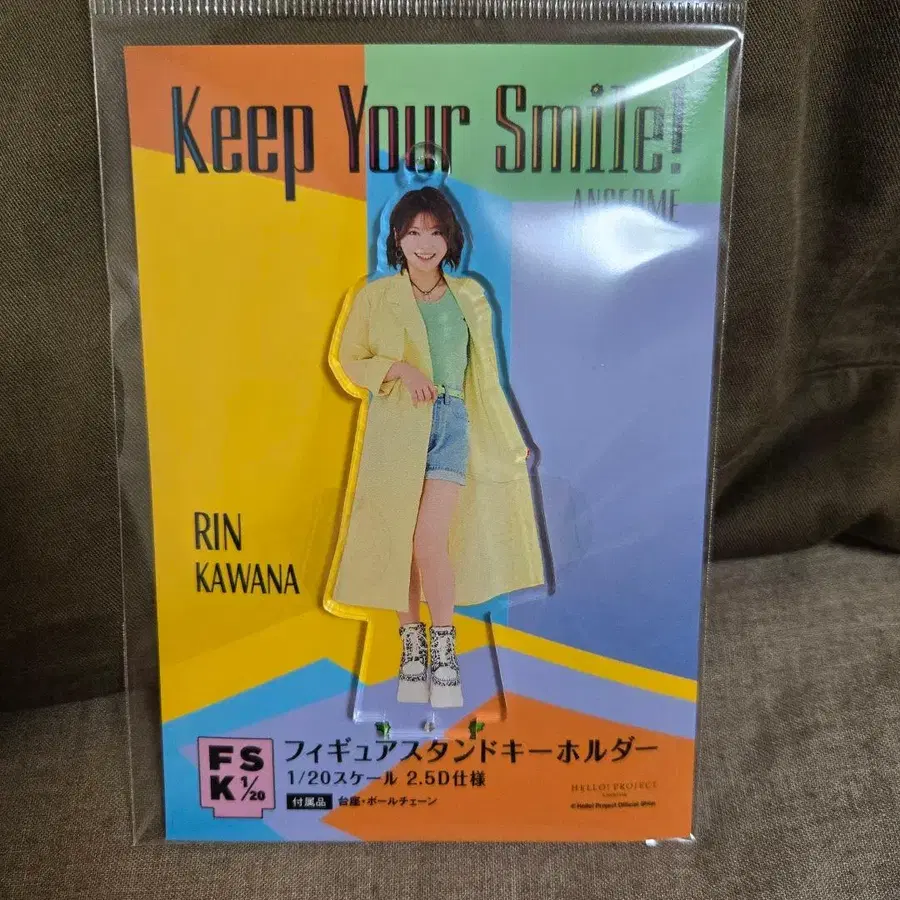 Keep Your Smile!
ANGERME
RIN
KAWANA
FSK 1/20
フィギュアスタンドキーホルダー
1/20スケール 2.5D仕様
付属品 台座・ボールチェーン
HELLO! PROJECT
© Hello! Project Official Shop